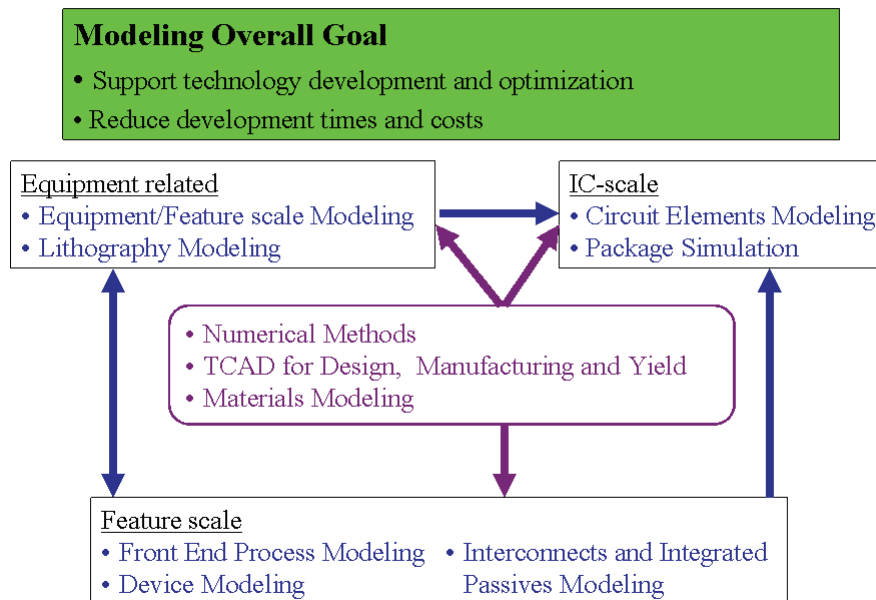 Modeling Overall Goal
• Support technology development and optimization
• Reduce development times and costs
Equipment related
• Equipment/Feature scale Modeling
• Lithography Modeling
IC-scale
• Circuit Elements Modeling
• Package Simulation
• Numerical Methods
• TCAD for Design, Manufacturing and Yield
• Materials Modeling
Feature scale
• Front End Process Modeling
• Device Modeling
• Interconnects and Integrated
Passives Modeling